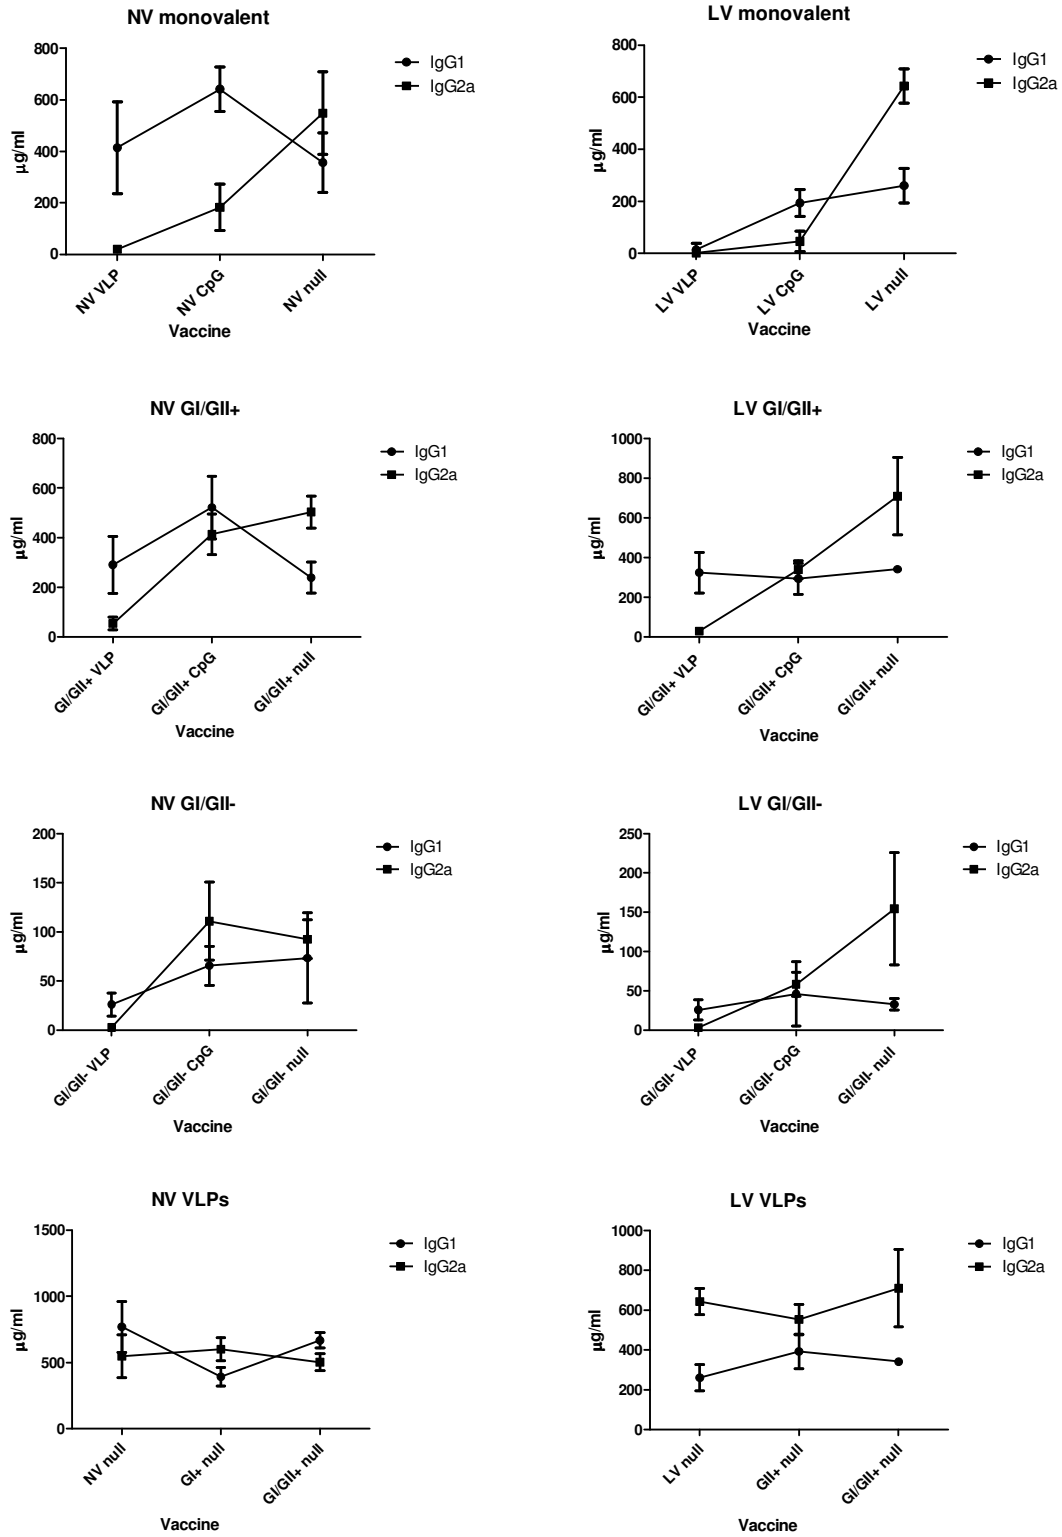 NV monovalent
800
600
400
200
0
µg/ml
NV VLP
NV CpG
NV null
Vaccine
IgG1
IgG2a
LV monovalent
800
600
400
200
0
µg/ml
LV VLP
LV CpG
LV null
Vaccine
IgG1
IgG2a
NV GI/GII+
800
600
400
200
0
µg/ml
GI/GII+ VLP
GI/GII+ CpG
GI/GII+ null
Vaccine
IgG1
IgG2a
LV GI/GII+
1000
800
600
400
200
0
µg/ml
GI/GII+ VLP
GI/GII+ CpG
GI/GII+ null
Vaccine
IgG1
IgG2a
NV GI/GII-
200
150
100
50
0
µg/ml
GI/GII- VLP
GI/GII- CpG
GI/GII- null
Vaccine
IgG1
IgG2a
LV GI/GII-
250
200
150
100
50
0
µg/ml
GI/GII- VLP
GI/GII- CpG
GI/GII- null
Vaccine
IgG1
IgG2a
NV VLPs
1500
1000
500
0
µg/ml
NV null
GI+ null
GI/GII+ null
Vaccine
IgG1
IgG2a
LV VLPs
1000
800
600
400
200
0
µg/ml
LV null
GII+ null
GI/GII+ null
Vaccine
IgG1
IgG2a